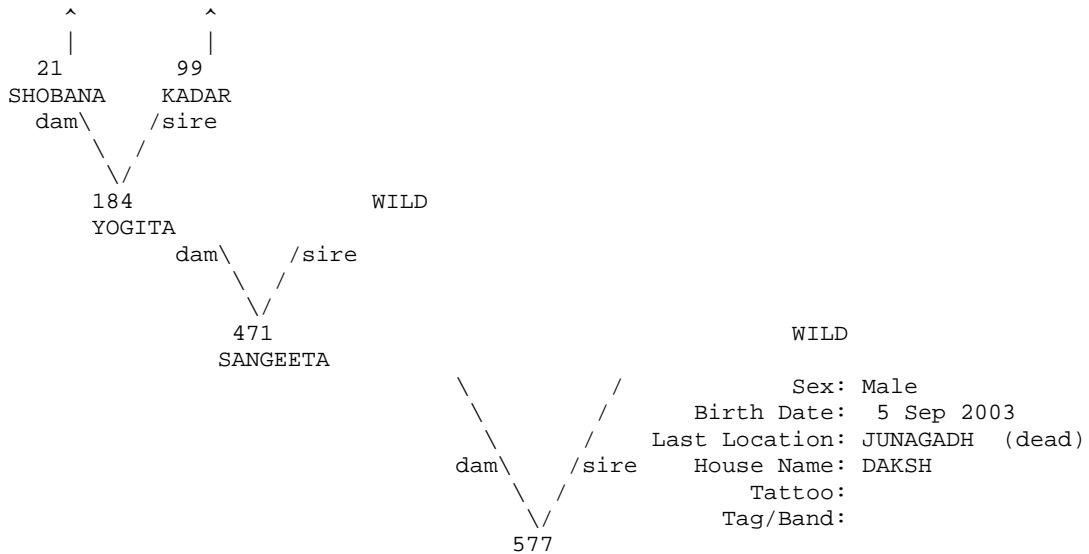 ^ ^
| |
21 99
SHOBANA KADAR
dam\ /sire
\ /
\/
184 WILD
YOGITA
dam\ /sire
\ /
\/
471 WILD
SANGEETA
\ / Sex: Male
\ / Birth Date: 5 Sep 2003
\ / Last Location: JUNAGADH (dead)
dam\ /sire House Name: DAKSH
\ / Tattoo:
\/ Tag/Band:
577